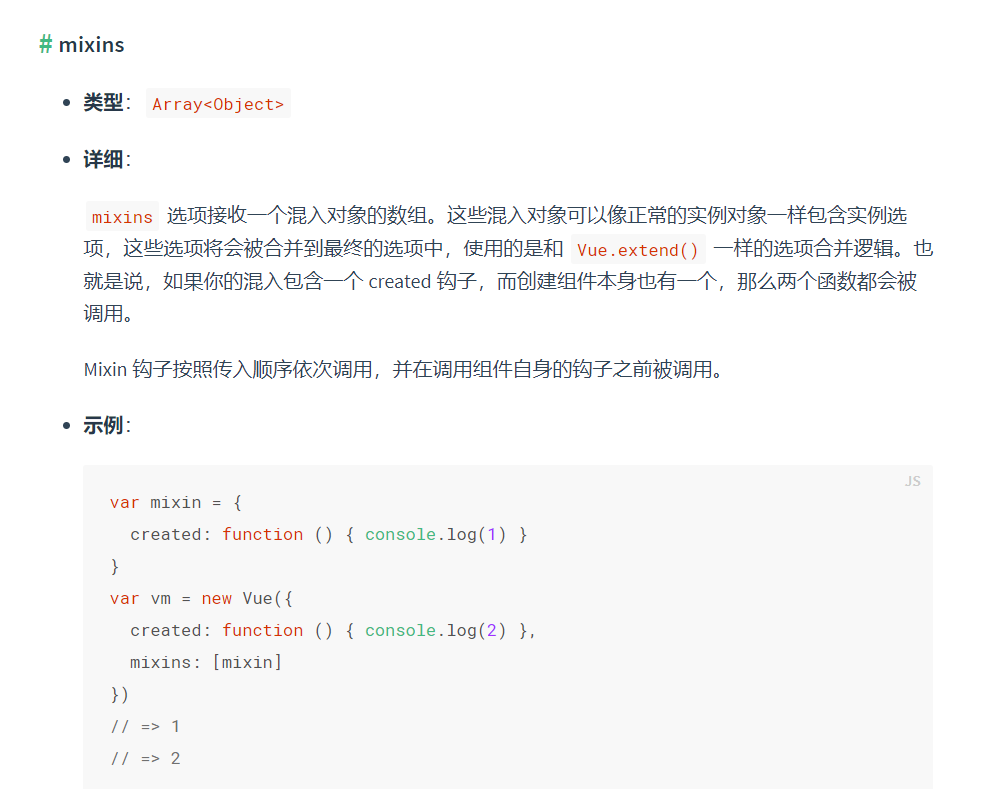 # mixins
• 类型： Array<Object>
• 详细：
mixins 选项接收一个混入对象的数组。这些混入对象可以像正常的实例对象一样包含实例选
项，这些选项将会被合并到最终的选项中，使用的是和 Vue.extend() 一样的选项合并逻辑。也
就是说，如果你的混入包含一个 created 钩子，而创建组件本身也有一个，那么两个函数都会被
调用。
Mixin 钩子按照传入顺序依次调用，并在调用组件自身的钩子之前被调用。
• 示例：
JS
var mixin = {
  created: function () { console.log(1) }
}
var vm = new Vue({
  created: function () { console.log(2) },
  mixins: [mixin]
})
// => 1
// => 2